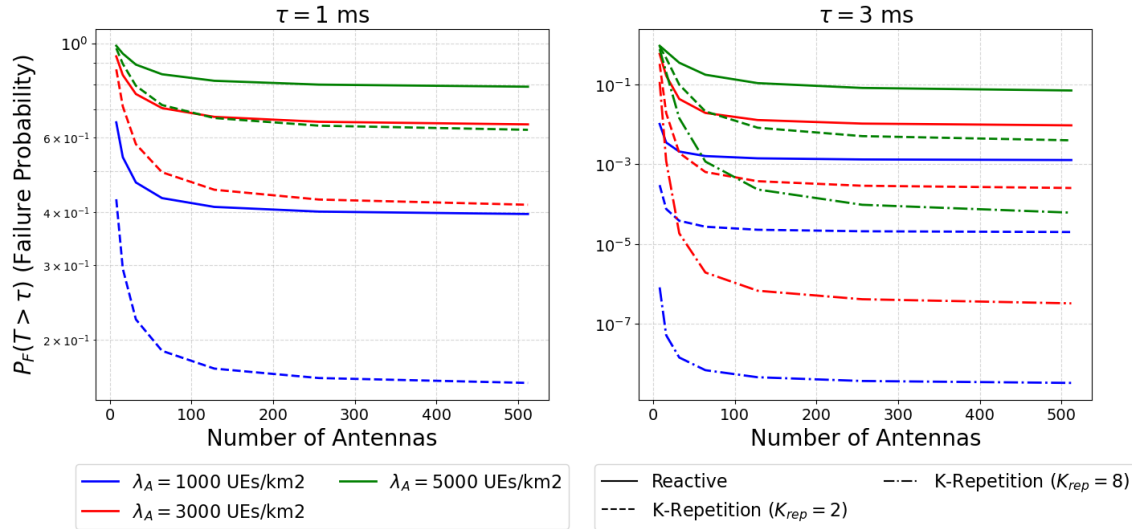 τ = 1 ms
τ = 3 ms
P_F(T > τ) (Failure Probability)
10⁰
6 × 10⁻¹
4 × 10⁻¹
3 × 10⁻¹
2 × 10⁻¹
0 100 200 300 400 500
Number of Antennas
10⁻¹
10⁻³
10⁻⁵
10⁻⁷
0 100 200 300 400 500
Number of Antennas
λ_A = 1000 UEs/km2
λ_A = 3000 UEs/km2
λ_A = 5000 UEs/km2
Reactive
K-Repetition (K_rep = 2)
K-Repetition (K_rep = 8)